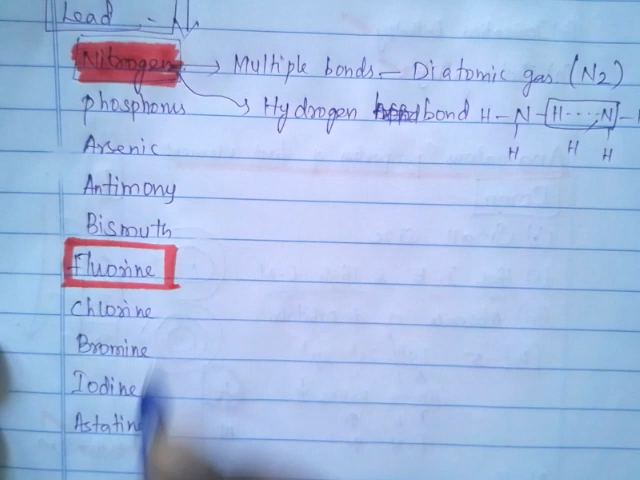 Lead - N
Nitrogen → Multiple bonds - Diatomic gas (N2)
phosphorus → Hydrogen bond H - N - H ···· N - H
H H H
Arsenic
Antimony
Bismuth
Fluorine
Chlorine
Bromine
Iodine
Astatine